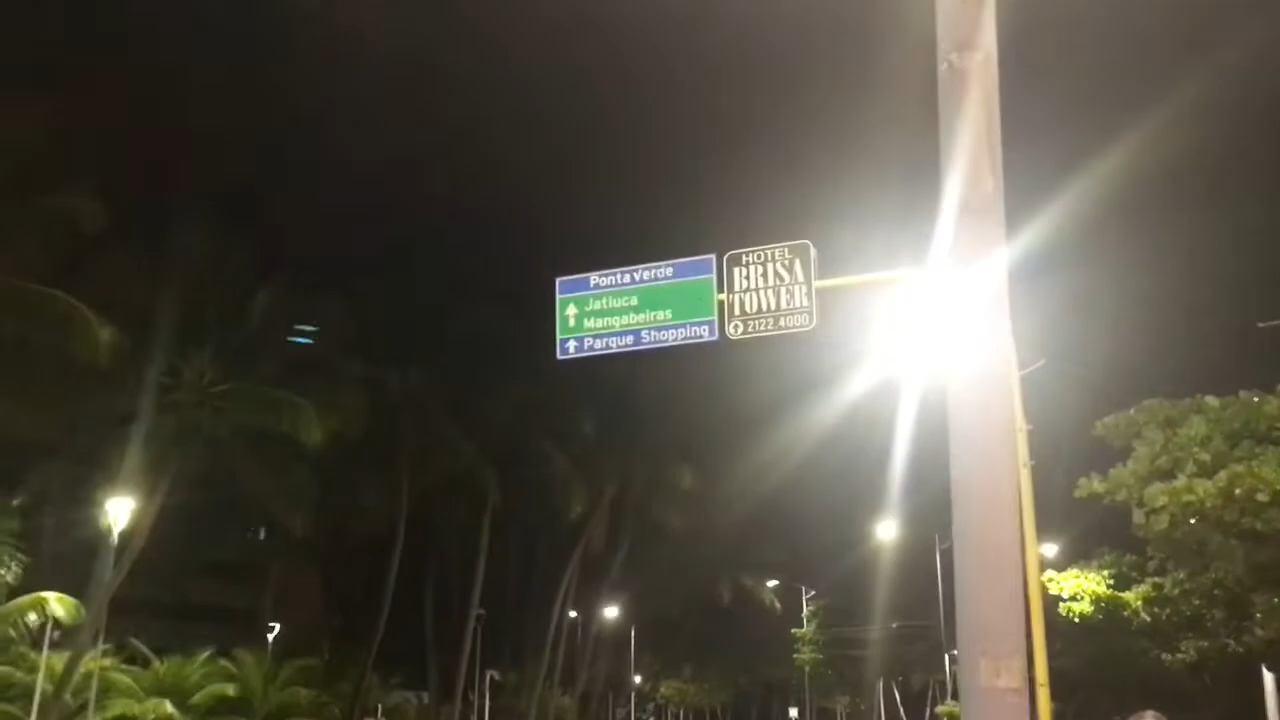 Ponta Verde
Jatiuca
Mangabeiras
Parque Shopping
HOTEL
BRISA
TOWER
2122.4000